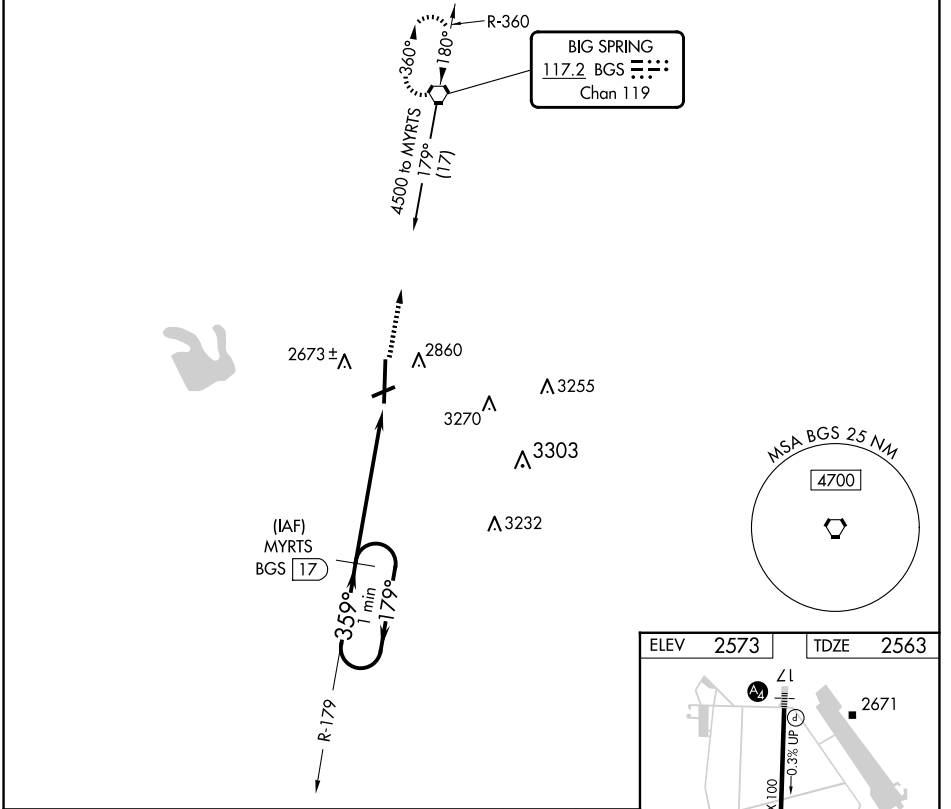 R-360
360°
180°
BIG SPRING
117.2 BGS
Chan 119
4500 to MYRTS
179°
(17)
2673±
2860
3255
3270
3303
3232
MSA BGS 25 NM
4700
(IAF)
MYRTS
BGS 17
359°
1 min
179°
R-179
ELEV 2573
TDZE 2563
17
A4
P
2671
0.3% UP
X100